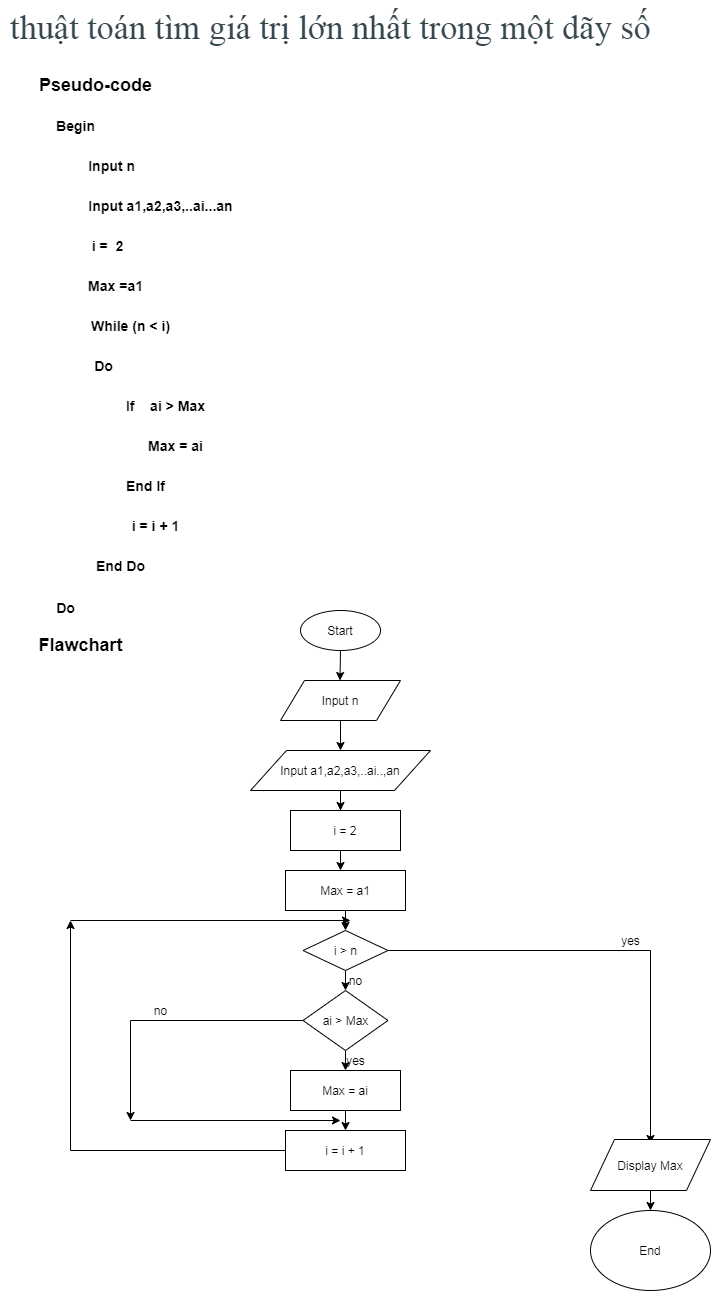 thuật toán tìm giá trị lớn nhất trong một dãy số
Pseudo-code
Begin
Input n
Input a1,a2,a3,..ai...an
i = 2
Max =a1
While (n < i)
Do
If ai > Max
Max = ai
End If
i = i + 1
End Do
Do
Flawchart
Start
Input n
Input a1,a2,a3,..ai..,an
i = 2
Max = a1
i > n
yes
no
ai > Max
no
yes
Max = ai
i = i + 1
Display Max
End